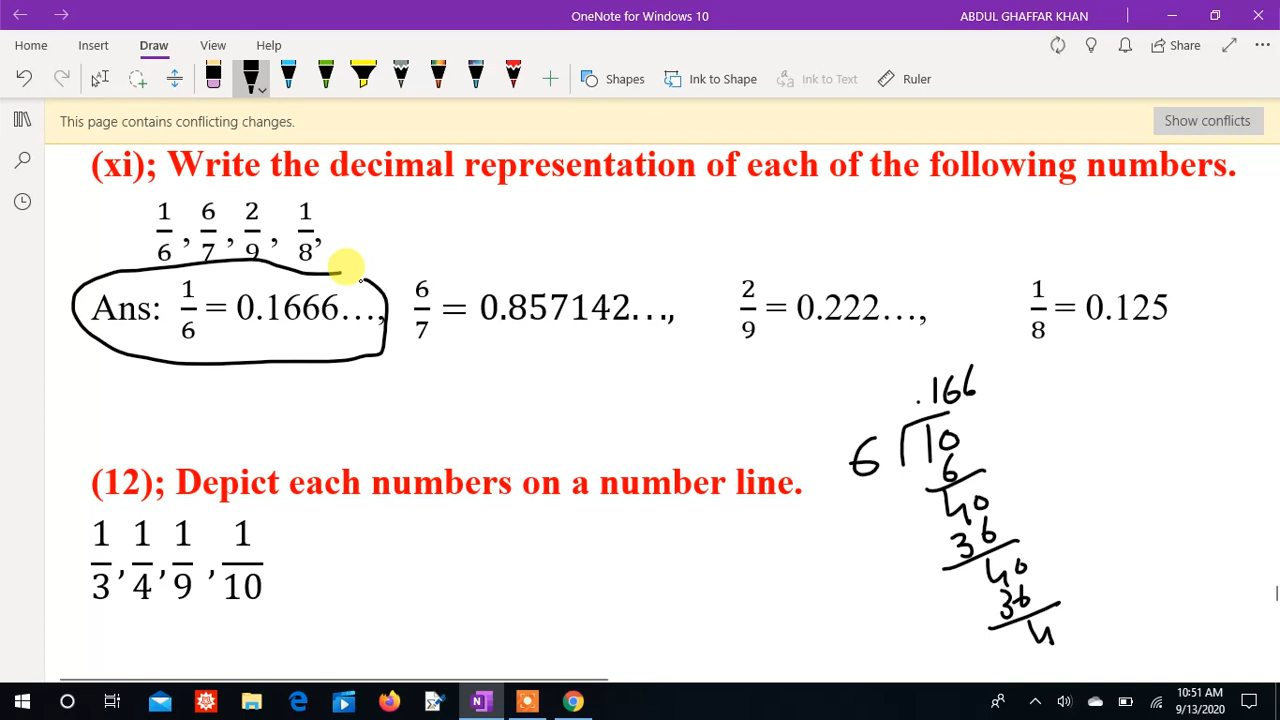 OneNote for Windows 10
ABDUL GHAFFAR KHAN
Home Insert Draw View Help
Share
Shapes Ink to Shape Ink to Text Ruler
This page contains conflicting changes.
Show conflicts
(xi); Write the decimal representation of each of the following numbers.
1/6 , 6/7 , 2/9 , 1/8,
Ans: 1/6 = 0.1666…, 6/7 = 0.857142…, 2/9 = 0.222…, 1/8 = 0.125
.166
6 10
6
40
36
40
36
4
(12); Depict each numbers on a number line.
1/3, 1/4, 1/9 , 1/10
10:51 AM
9/13/2020